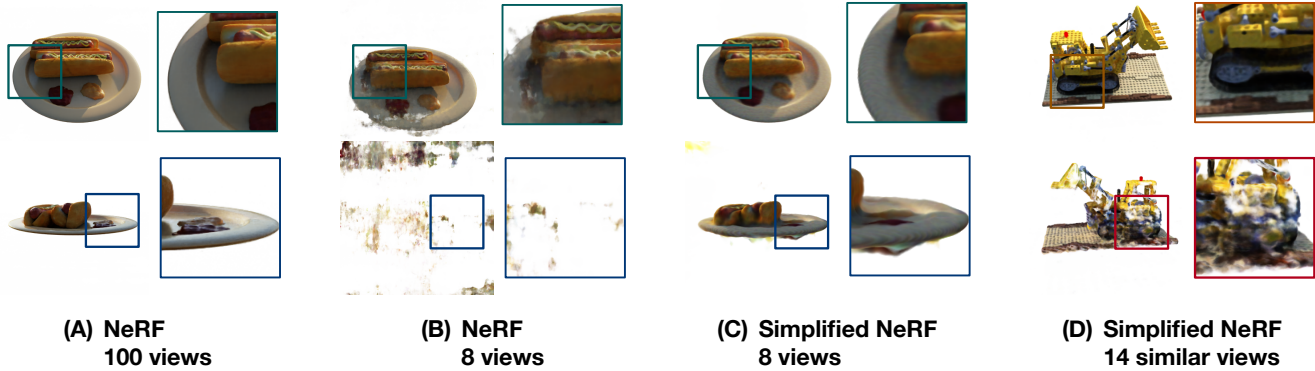 (A) NeRF
100 views
(B) NeRF
8 views
(C) Simplified NeRF
8 views
(D) Simplified NeRF
14 similar views